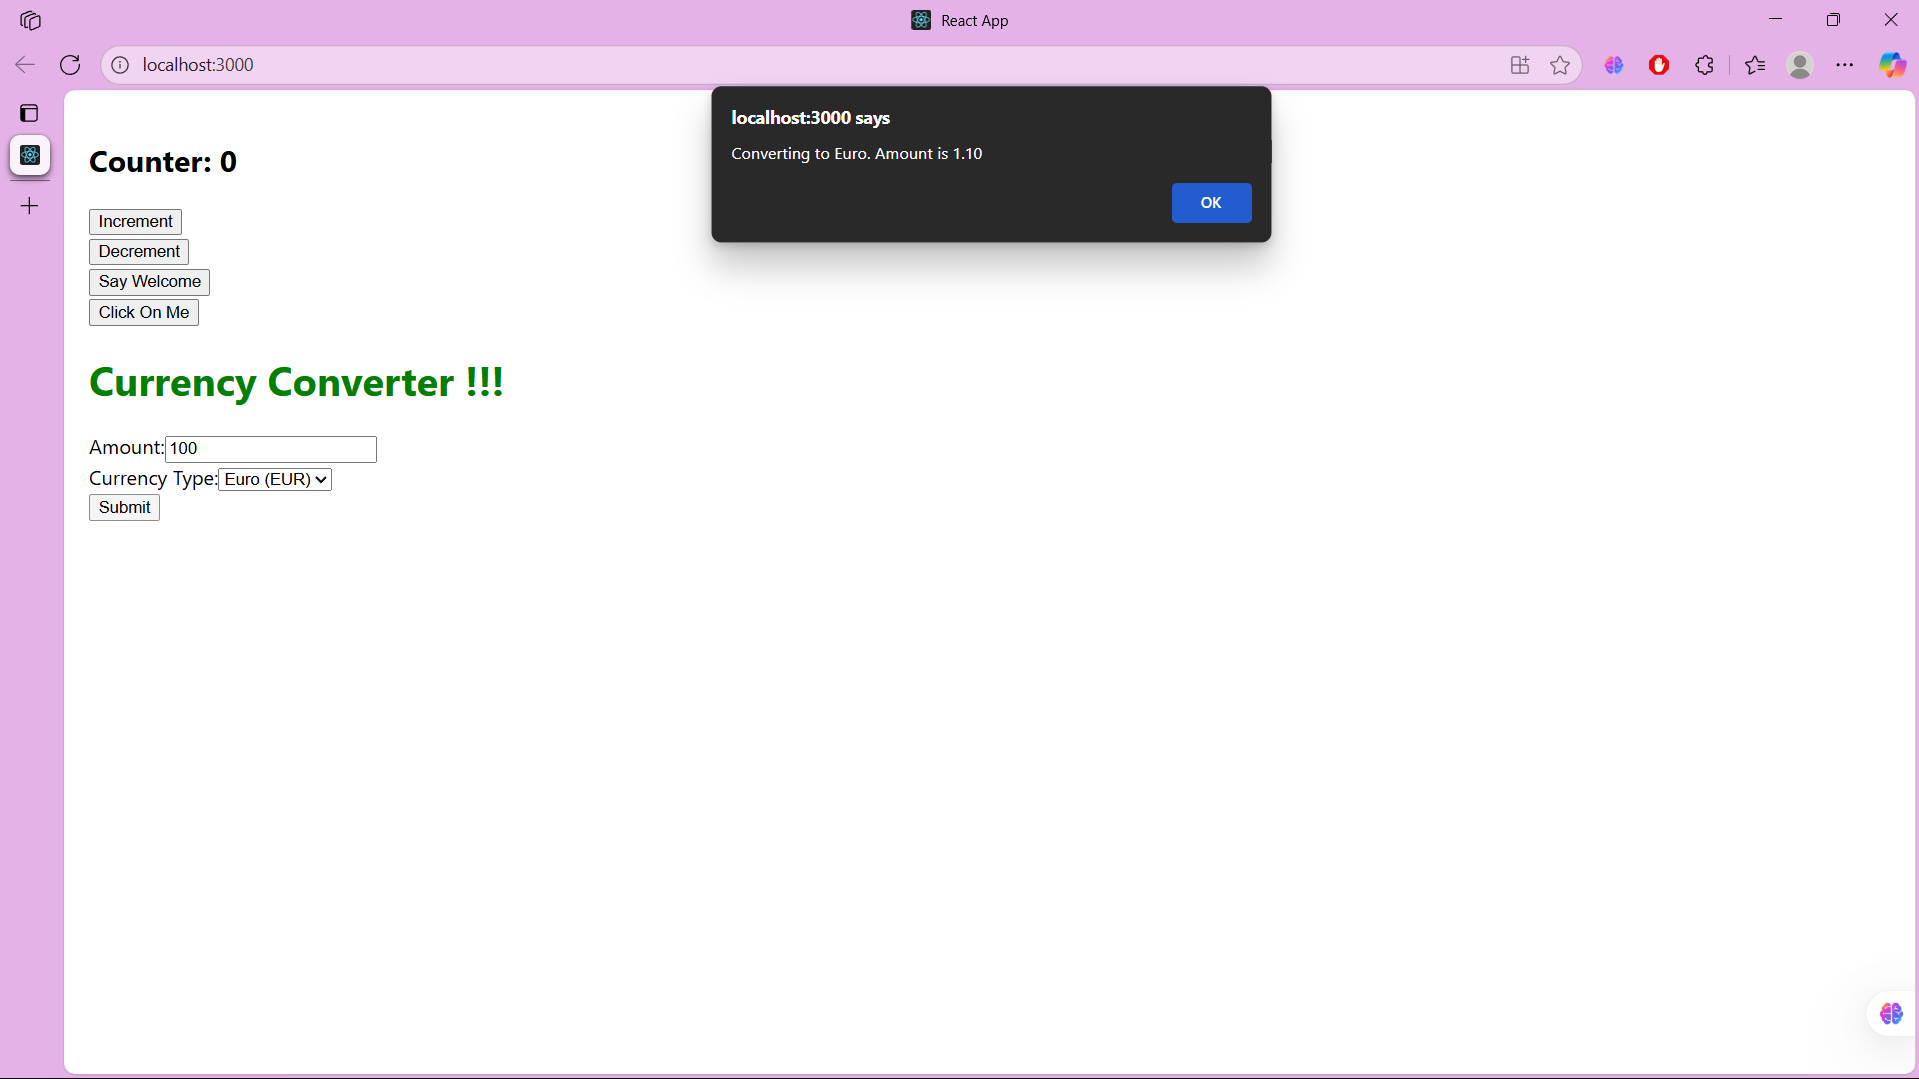 React App
localhost:3000
localhost:3000 says
Converting to Euro. Amount is 1.10
OK
Counter: 0
Increment
Decrement
Say Welcome
Click On Me
Currency Converter !!!
Amount: 100
Currency Type: Euro (EUR)
Submit